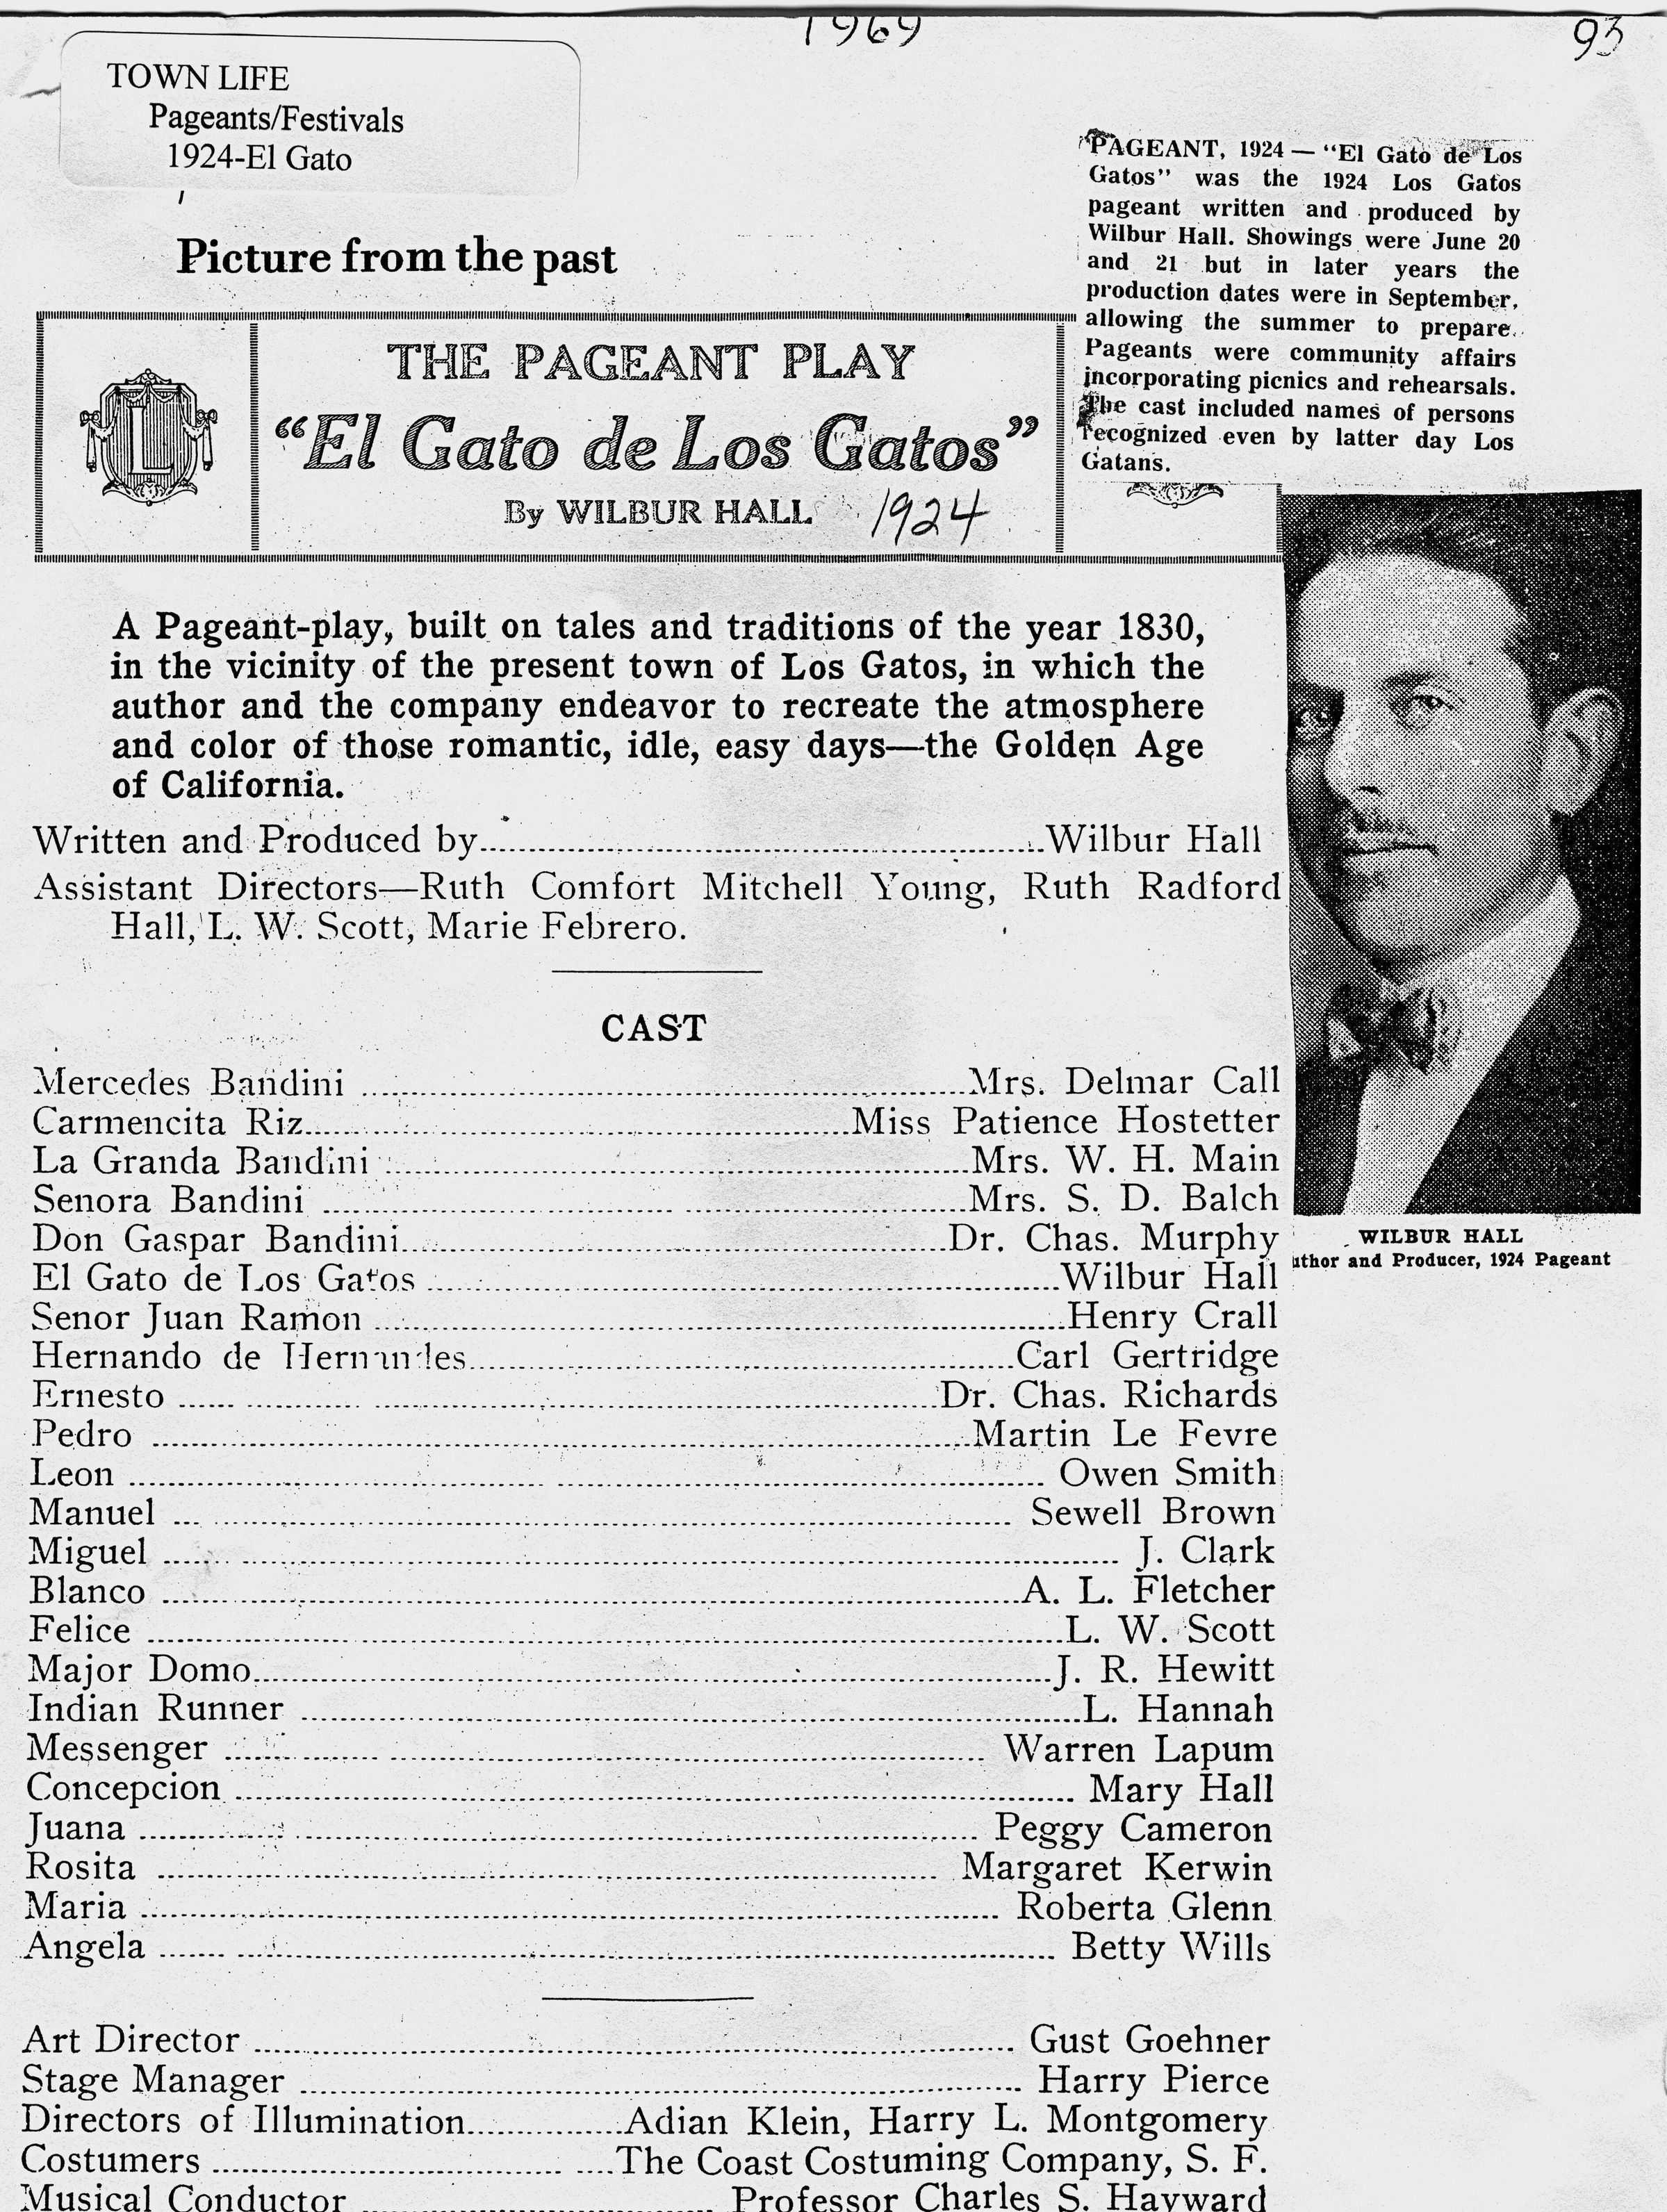 1969
93
TOWN LIFE
Pageants/Festivals
1924-El Gato
PAGEANT, 1924 — “El Gato de Los
Gatos” was the 1924 Los Gatos
pageant written and produced by
Wilbur Hall. Showings were June 20
and 21 but in later years the
production dates were in September,
allowing the summer to prepare.
Pageants were community affairs
incorporating picnics and rehearsals.
The cast included names of persons
recognized even by latter day Los
Gatans.
Picture from the past
L
THE PAGEANT PLAY
“El Gato de Los Gatos”
By WILBUR HALL 1924
A Pageant-play, built on tales and traditions of the year 1830,
in the vicinity of the present town of Los Gatos, in which the
author and the company endeavor to recreate the atmosphere
and color of those romantic, idle, easy days—the Golden Age
of California.
Written and Produced by........Wilbur Hall
Assistant Directors—Ruth Comfort Mitchell Young, Ruth Radford
Hall, L. W. Scott, Marie Febrero.
CAST
Mercedes Bandini ........Mrs. Delmar Call
Carmencita Riz........Miss Patience Hostetter
La Granda Bandini ........Mrs. W. H. Main
Senora Bandini ........Mrs. S. D. Balch
Don Gaspar Bandini........Dr. Chas. Murphy
El Gato de Los Gatos ........Wilbur Hall
Senor Juan Ramon ........Henry Crall
Hernando de Hernandes........Carl Gertridge
Ernesto ........Dr. Chas. Richards
Pedro ........Martin Le Fevre
Leon ........ Owen Smith
Manuel ........ Sewell Brown
Miguel ........ J. Clark
Blanco ........A. L. Fletcher
Felice ........L. W. Scott
Major Domo........J. R. Hewitt
Indian Runner ........L. Hannah
Messenger ........ Warren Lapum
Concepcion ........ Mary Hall
Juana ........ Peggy Cameron
Rosita ........ Margaret Kerwin
Maria ........ Roberta Glenn
Angela ........ Betty Wills
WILBUR HALL
uthor and Producer, 1924 Pageant
Art Director ........ Gust Goehner
Stage Manager ........ Harry Pierce
Directors of Illumination........Adian Klein, Harry L. Montgomery
Costumers ........The Coast Costuming Company, S. F.
Musical Conductor ........ Professor Charles S. Hayward